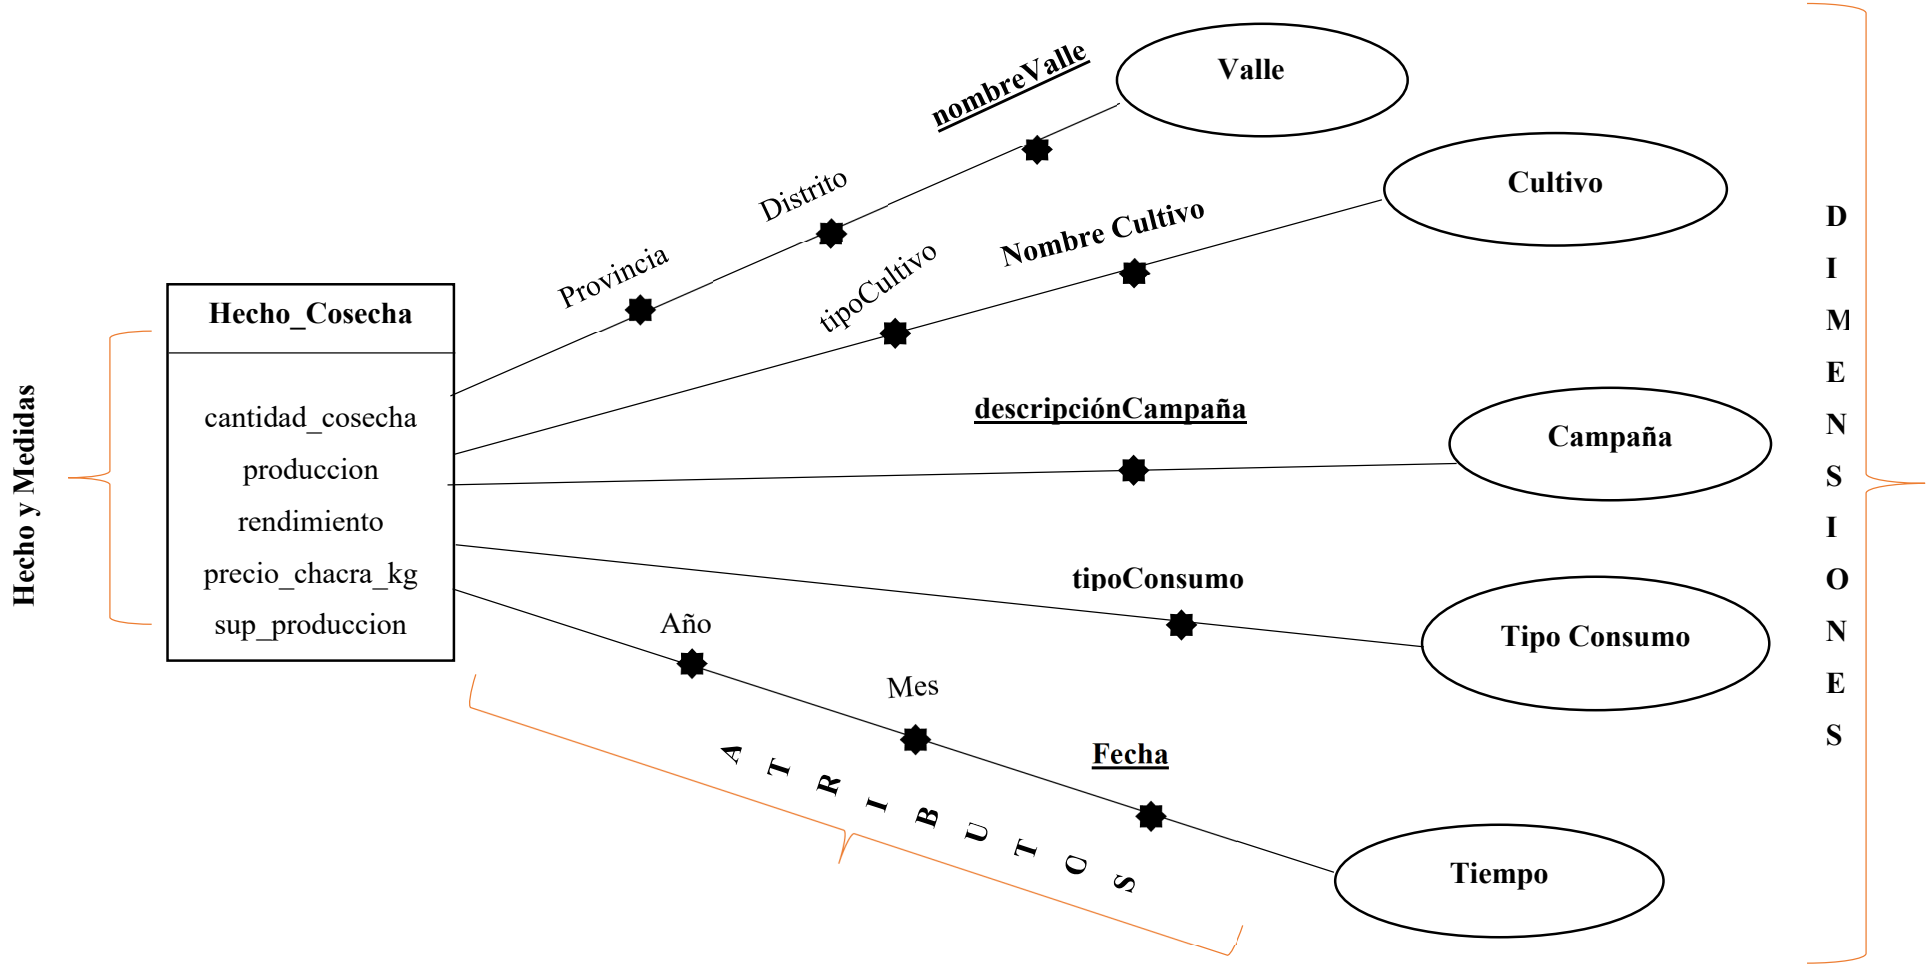 Hecho y Medidas
Hecho_Cosecha
cantidad_cosecha
produccion
rendimiento
precio_chacra_kg
sup_produccion
Provincia
Distrito
nombreValle
Valle
tipoCultivo
Nombre Cultivo
Cultivo
descripciónCampaña
Campaña
tipoConsumo
Tipo Consumo
Año
Mes
Fecha
Tiempo
ATRIBUTOS
DIMENSIONES